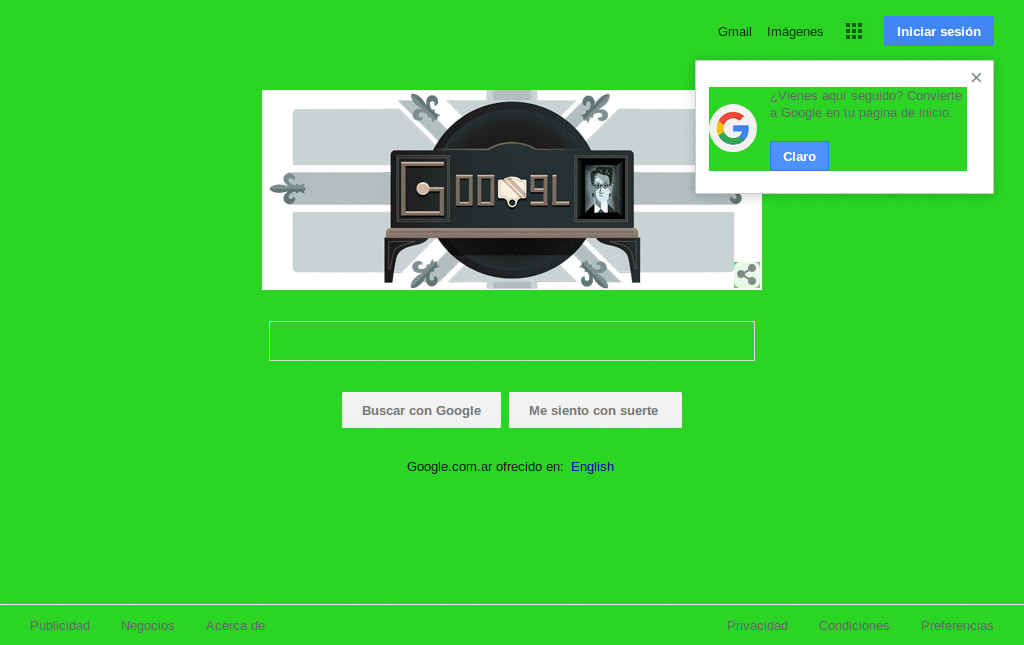 Gmail Imágenes Iniciar sesión
¿Vienes aquí seguido? Convierte
a Google en tu página de inicio.
Claro
GOOGL
Buscar con Google Me siento con suerte
Google.com.ar ofrecido en: English
Publicidad Negocios Acerca de Privacidad Condiciones Preferencias